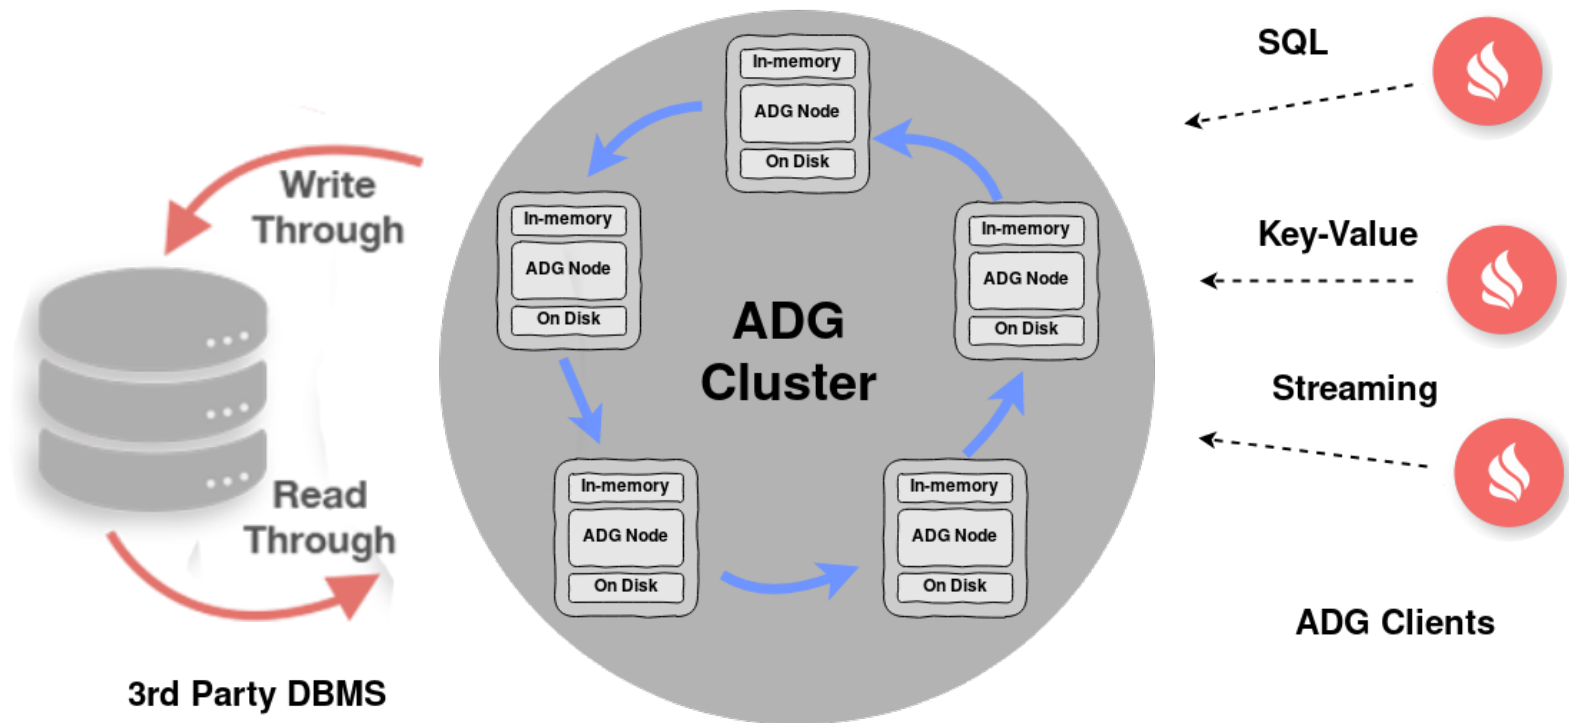 Write
Through
Read
Through
3rd Party DBMS
In-memory
ADG Node
On Disk
In-memory
ADG Node
On Disk
In-memory
ADG Node
On Disk
ADG
Cluster
In-memory
ADG Node
On Disk
In-memory
ADG Node
On Disk
SQL
Key-Value
Streaming
ADG Clients